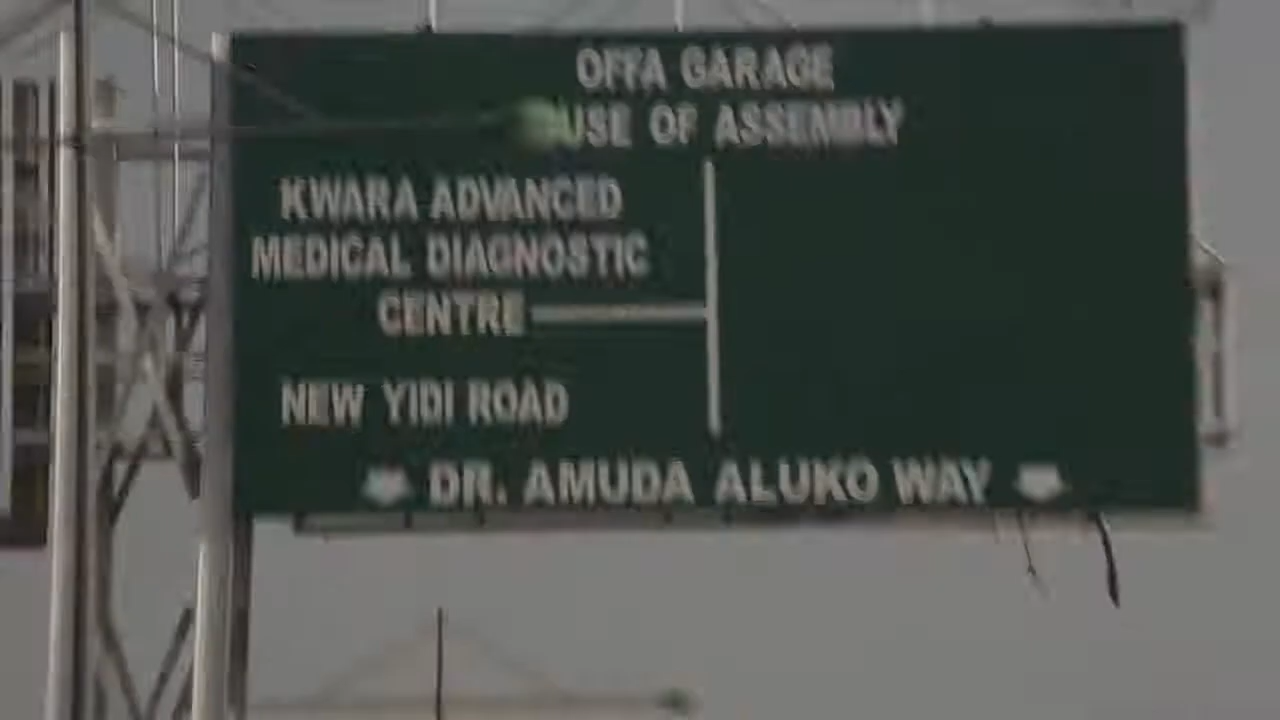 OFFA GARAGE
USE OF ASSEMBLY
KWARA ADVANCED
MEDICAL DIAGNOSTIC
CENTRE
NEW YIDI ROAD
DR. AMUDA ALUKO WAY